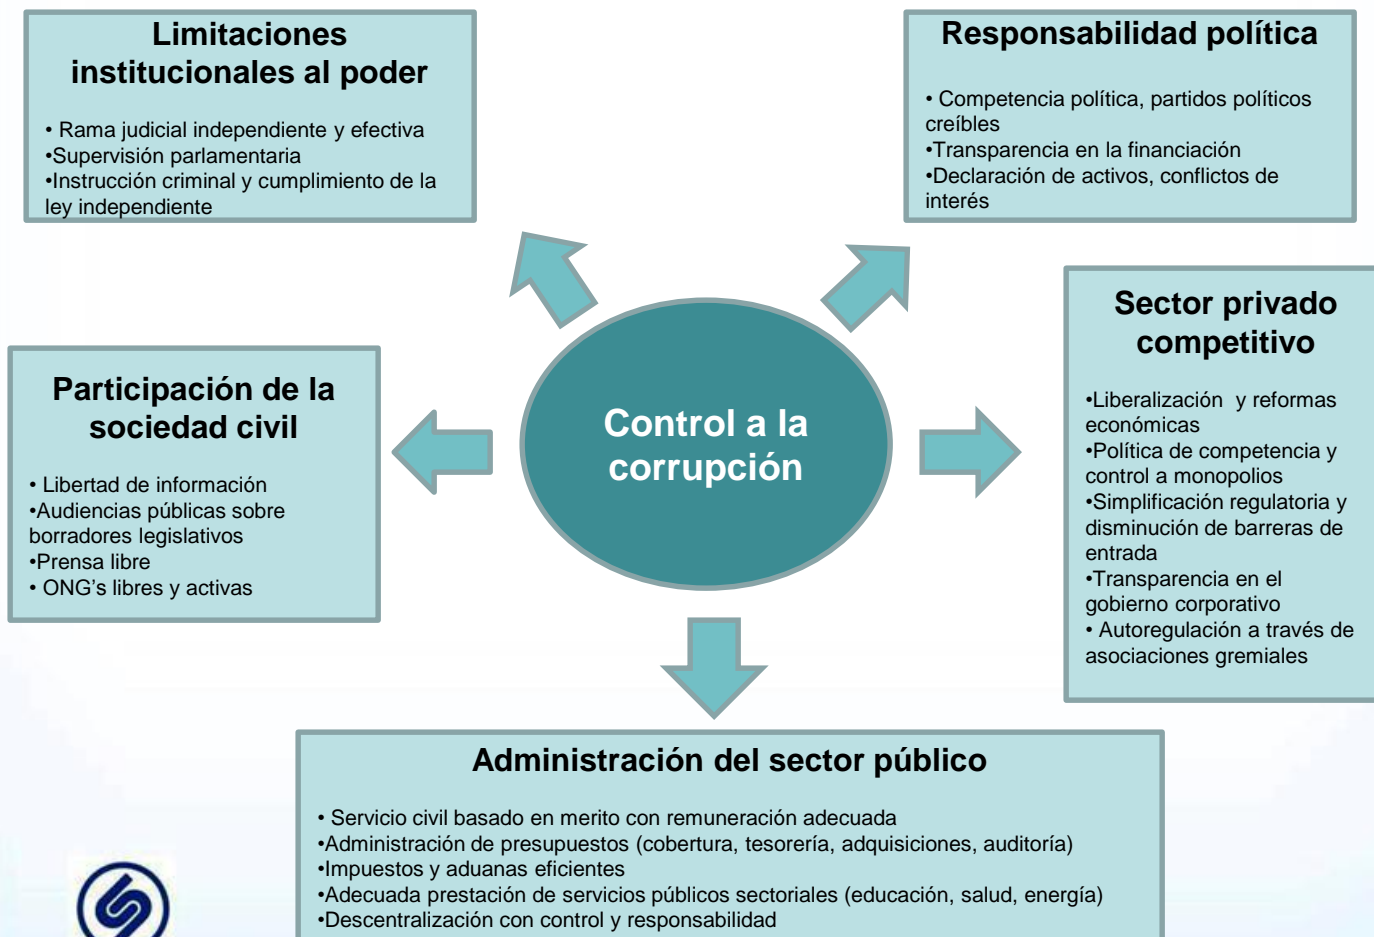 Limitaciones
institucionales al poder
• Rama judicial independiente y efectiva
•Supervisión parlamentaria
•Instrucción criminal y cumplimiento de la
ley independiente
Responsabilidad política
• Competencia política, partidos políticos
creíbles
•Transparencia en la financiación
•Declaración de activos, conflictos de
interés
Participación de la
sociedad civil
• Libertad de información
•Audiencias públicas sobre
borradores legislativos
•Prensa libre
• ONG's libres y activas
Control a la
corrupción
Sector privado
competitivo
•Liberalización y reformas
económicas
•Política de competencia y
control a monopolios
•Simplificación regulatoria y
disminución de barreras de
entrada
•Transparencia en el
gobierno corporativo
• Autoregulación a través de
asociaciones gremiales
Administración del sector público
• Servicio civil basado en merito con remuneración adecuada
•Administración de presupuestos (cobertura, tesorería, adquisiciones, auditoría)
•Impuestos y aduanas eficientes
•Adecuada prestación de servicios públicos sectoriales (educación, salud, energía)
•Descentralización con control y responsabilidad